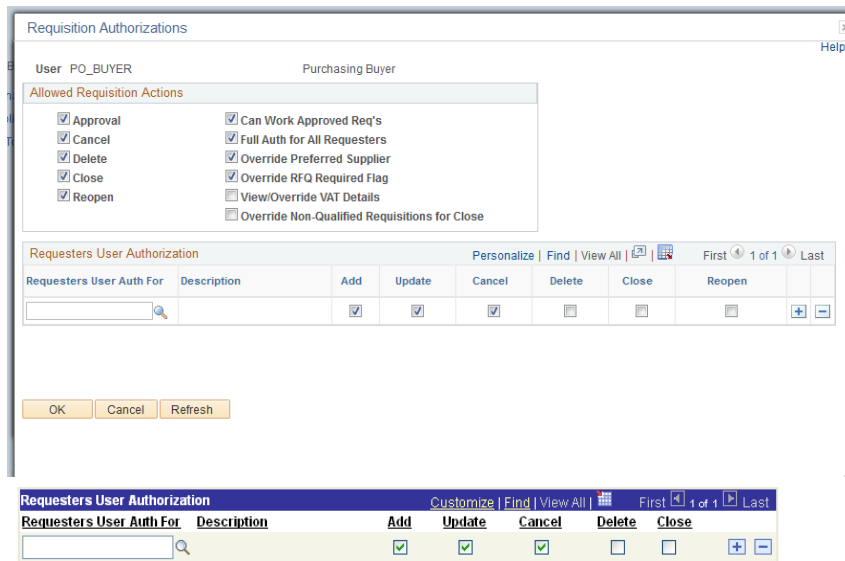 Requisition Authorizations
Help
User PO_BUYER Purchasing Buyer
Allowed Requisition Actions
Approval Can Work Approved Req's
Cancel Full Auth for All Requesters
Delete Override Preferred Supplier
Close Override RFQ Required Flag
Reopen View/Override VAT Details
Override Non-Qualified Requisitions for Close
Requesters User Authorization Personalize | Find | View All | | First 1 of 1 Last
Requesters User Auth For Description Add Update Cancel Delete Close Reopen
OK Cancel Refresh
Requesters User Authorization Customize | Find | View All | First 1 of 1 Last
Requesters User Auth For Description Add Update Cancel Delete Close